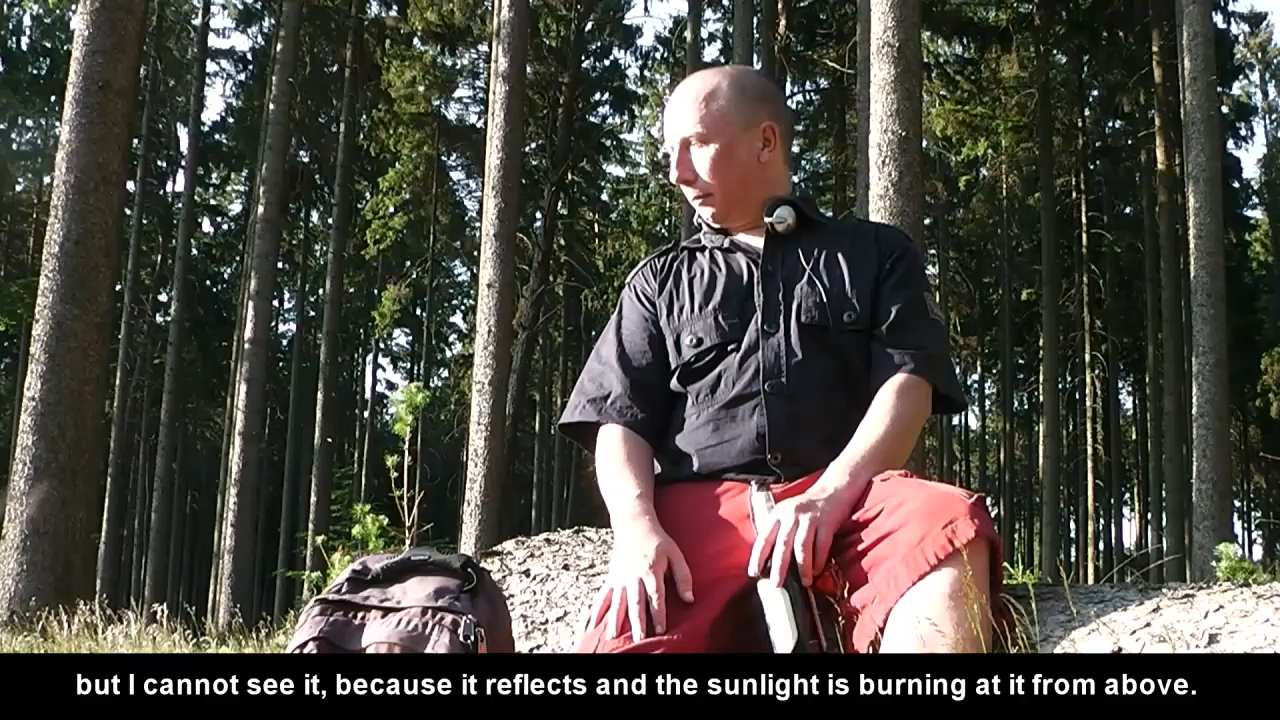 but I cannot see it, because it reflects and the sunlight is burning at it from above.